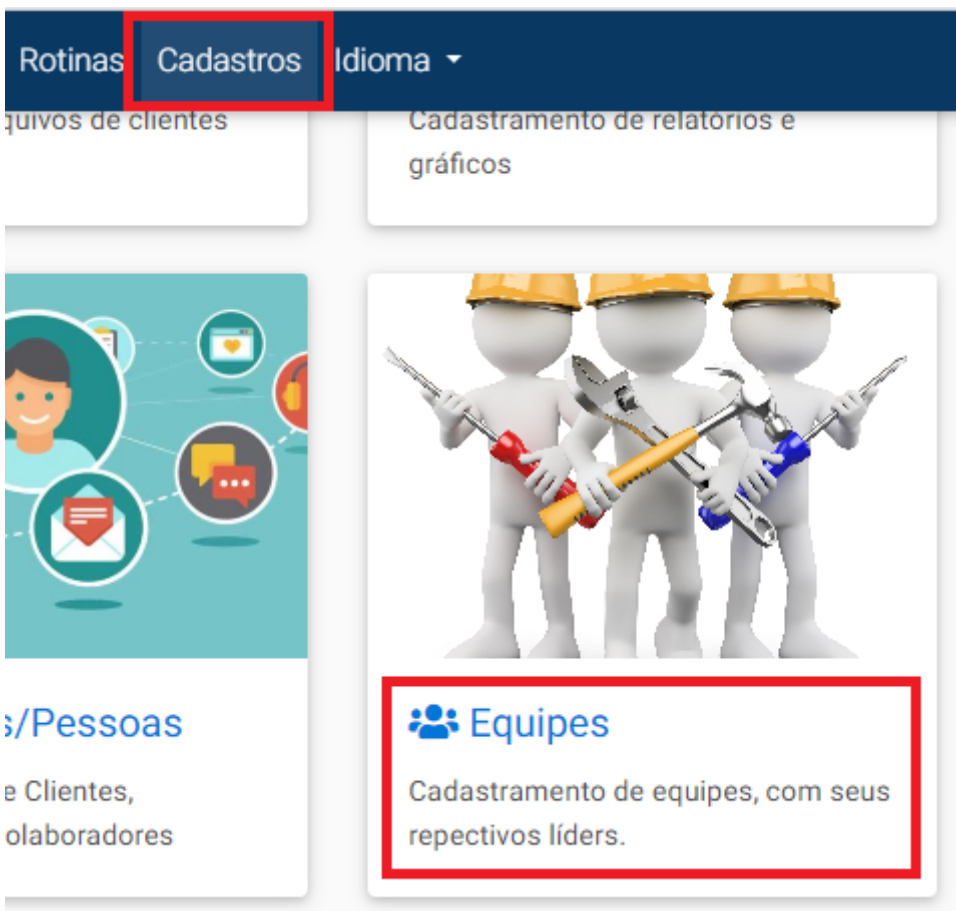 Rotinas Cadastros Idioma
quivos de clientes
Cadastramento de relatórios e
gráficos
s/Pessoas
e Clientes,
olaboradores
Equipes
Cadastramento de equipes, com seus
repectivos líders.